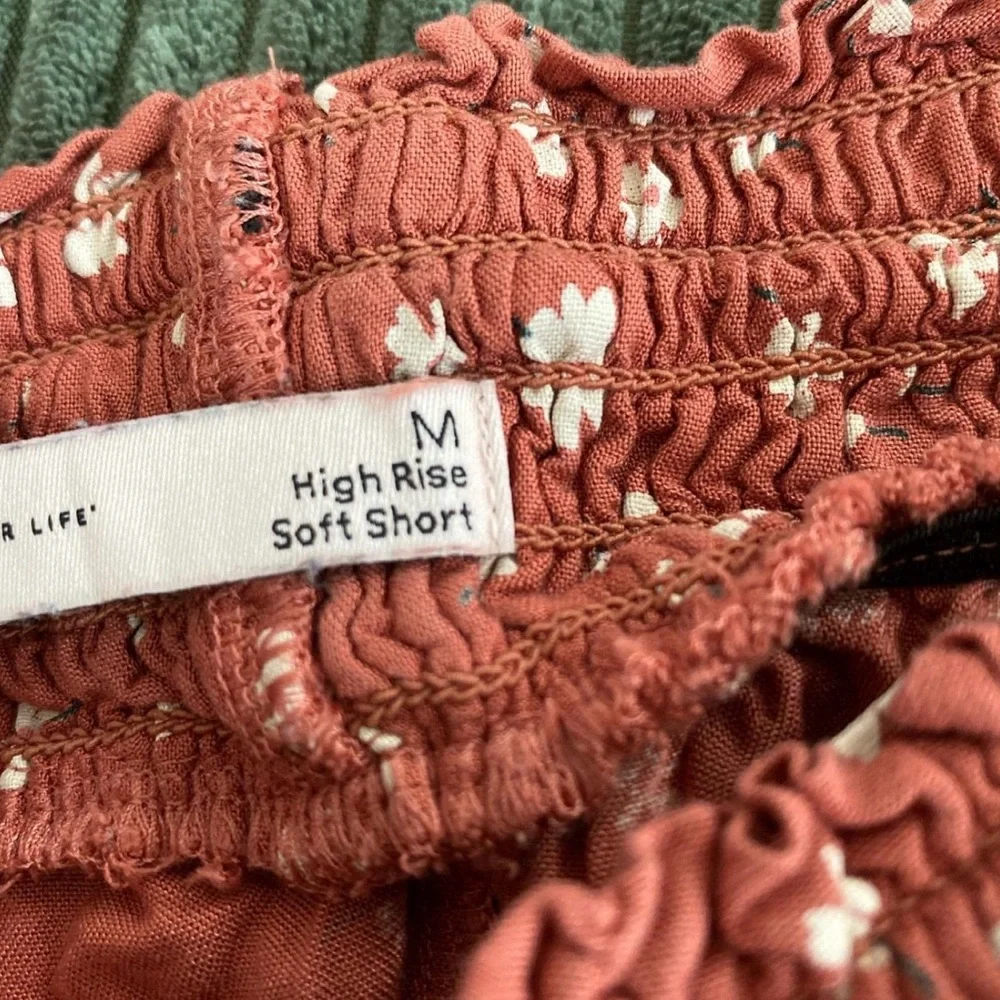 M
High Rise
Soft Short
R LIFE'